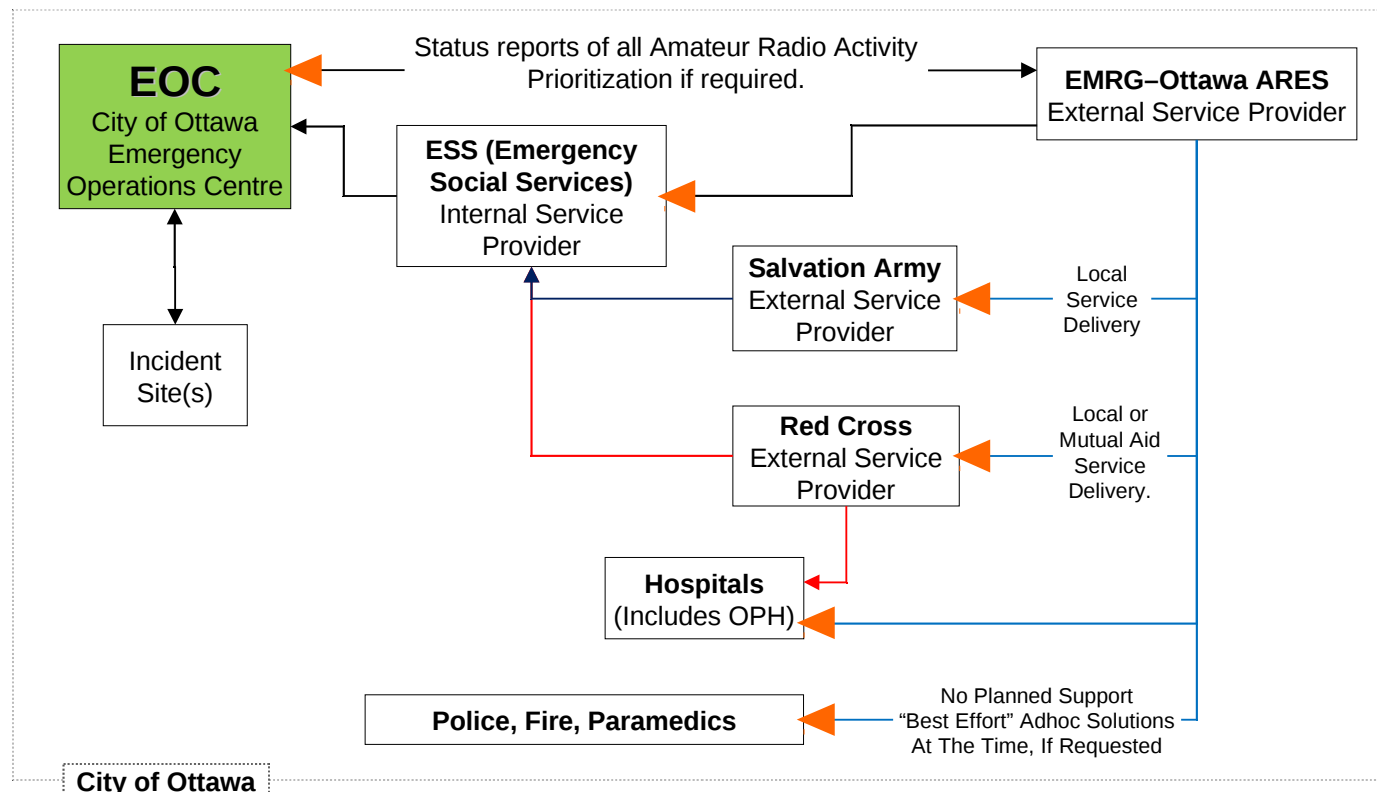 Status reports of all Amateur Radio Activity
Prioritization if required.
EOC
City of Ottawa
Emergency
Operations Centre
EMRG–Ottawa ARES
External Service Provider
ESS (Emergency
Social Services)
Internal Service
Provider
Salvation Army
External Service
Provider
Local
Service
Delivery
Incident
Site(s)
Red Cross
External Service
Provider
Local or
Mutual Aid
Service
Delivery.
Hospitals
(Includes OPH)
Police, Fire, Paramedics
No Planned Support
“Best Effort” Adhoc Solutions
At The Time, If Requested
City of Ottawa